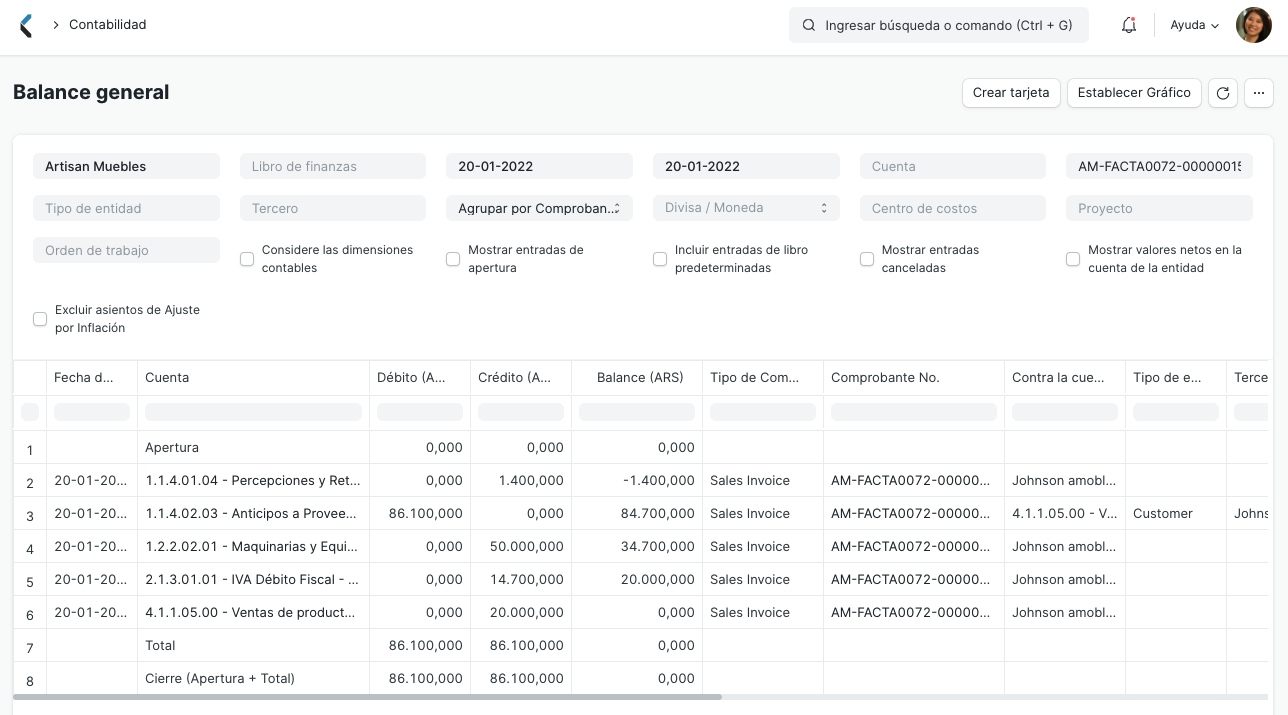 Contabilidad
Ingresar búsqueda o comando (Ctrl + G)
Ayuda
Balance general
Crear tarjeta
Establecer Gráfico
Artisan Muebles
Libro de finanzas
20-01-2022
20-01-2022
Cuenta
AM-FACTA0072-00000015
Tipo de entidad
Tercero
Agrupar por Comproban...
Divisa / Moneda
Centro de costos
Proyecto
Orden de trabajo
Considere las dimensiones
contables
Mostrar entradas de
apertura
Incluir entradas de libro
predeterminadas
Mostrar entradas
canceladas
Mostrar valores netos en la
cuenta de la entidad
Excluir asientos de Ajuste
por Inflación
Fecha d... Cuenta Débito (A... Crédito (A... Balance (ARS) Tipo de Com... Comprobante No. Contra la cue... Tipo de e... Terce
1 Apertura 0,000 0,000 0,000
2 20-01-20... 1.1.4.01.04 - Percepciones y Ret... 0,000 1.400,000 -1.400,000 Sales Invoice AM-FACTA0072-00000... Johnson amobl...
3 20-01-20... 1.1.4.02.03 - Anticipos a Provee... 86.100,000 0,000 84.700,000 Sales Invoice AM-FACTA0072-00000... 4.1.1.05.00 - V... Customer Johns
4 20-01-20... 1.2.2.02.01 - Maquinarias y Equi... 0,000 50.000,000 34.700,000 Sales Invoice AM-FACTA0072-00000... Johnson amobl...
5 20-01-20... 2.1.3.01.01 - IVA Débito Fiscal - ... 0,000 14.700,000 20.000,000 Sales Invoice AM-FACTA0072-00000... Johnson amobl...
6 20-01-20... 4.1.1.05.00 - Ventas de product... 0,000 20.000,000 0,000 Sales Invoice AM-FACTA0072-00000... Johnson amobl...
7 Total 86.100,000 86.100,000 0,000
8 Cierre (Apertura + Total) 86.100,000 86.100,000 0,000